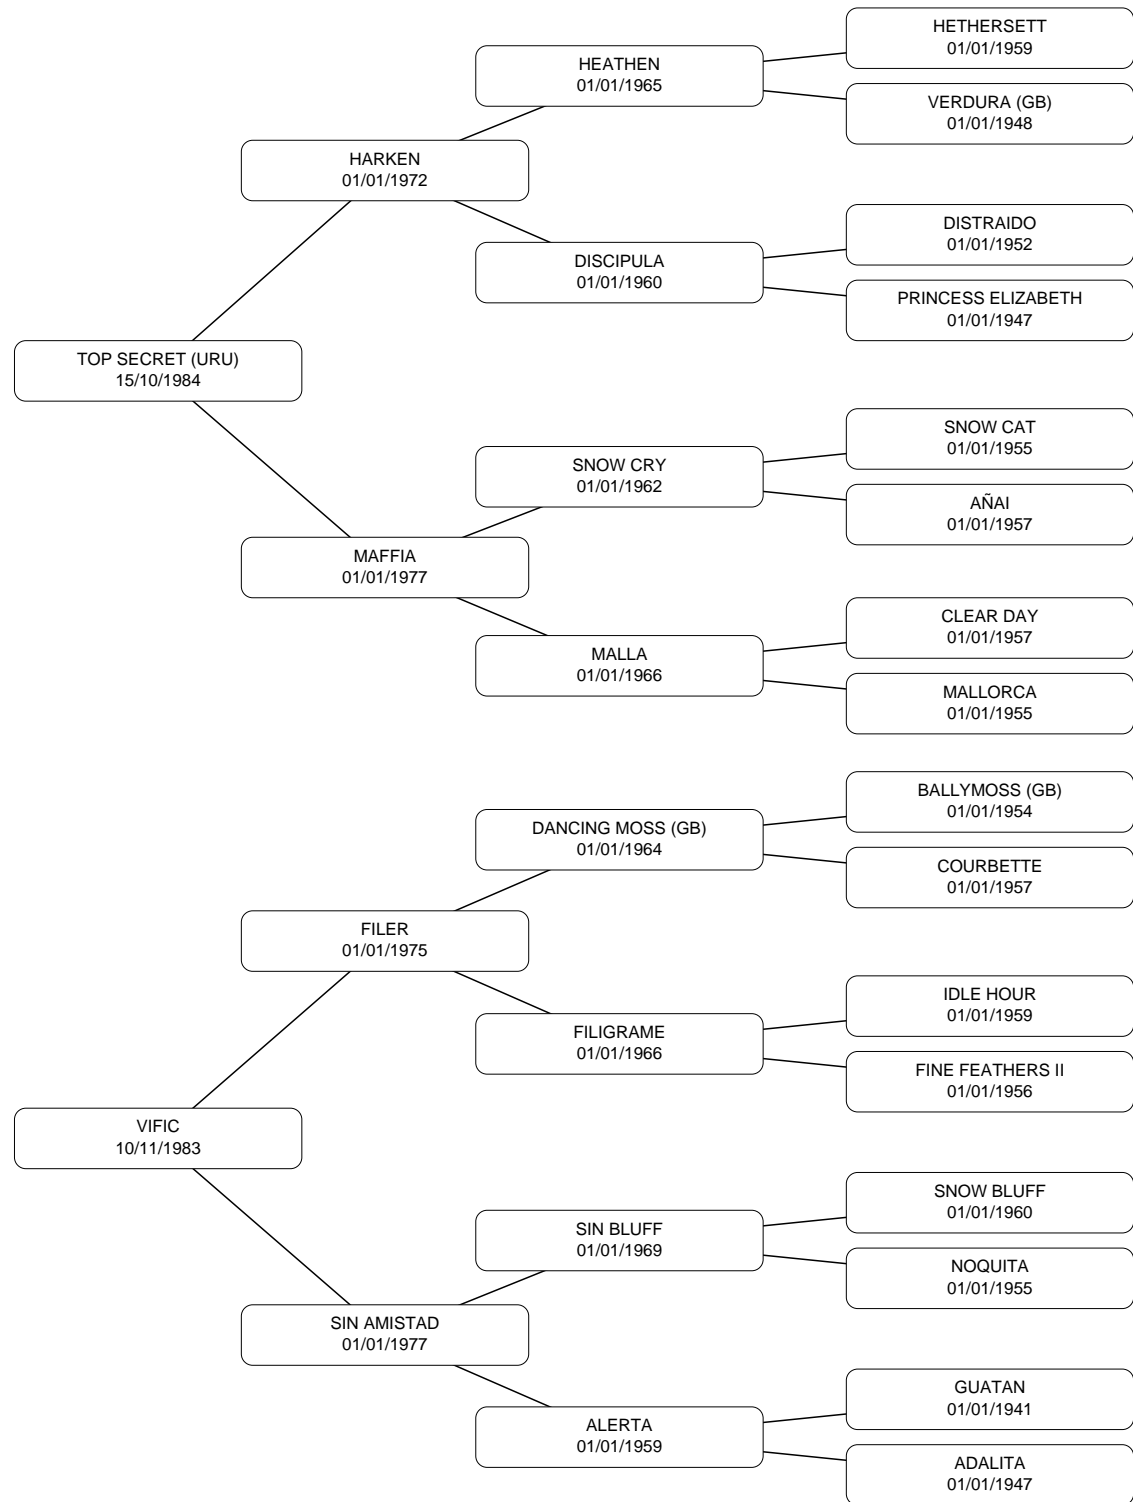 HETHERSETT
01/01/1959
HEATHEN
01/01/1965
VERDURA (GB)
01/01/1948
HARKEN
01/01/1972
DISTRAIDO
01/01/1952
DISCIPULA
01/01/1960
PRINCESS ELIZABETH
01/01/1947
TOP SECRET (URU)
15/10/1984
SNOW CAT
01/01/1955
SNOW CRY
01/01/1962
AÑAI
01/01/1957
MAFFIA
01/01/1977
CLEAR DAY
01/01/1957
MALLA
01/01/1966
MALLORCA
01/01/1955
BALLYMOSS (GB)
01/01/1954
DANCING MOSS (GB)
01/01/1964
COURBETTE
01/01/1957
FILER
01/01/1975
IDLE HOUR
01/01/1959
FILIGRAME
01/01/1966
FINE FEATHERS II
01/01/1956
VIFIC
10/11/1983
SNOW BLUFF
01/01/1960
SIN BLUFF
01/01/1969
NOQUITA
01/01/1955
SIN AMISTAD
01/01/1977
GUATAN
01/01/1941
ALERTA
01/01/1959
ADALITA
01/01/1947